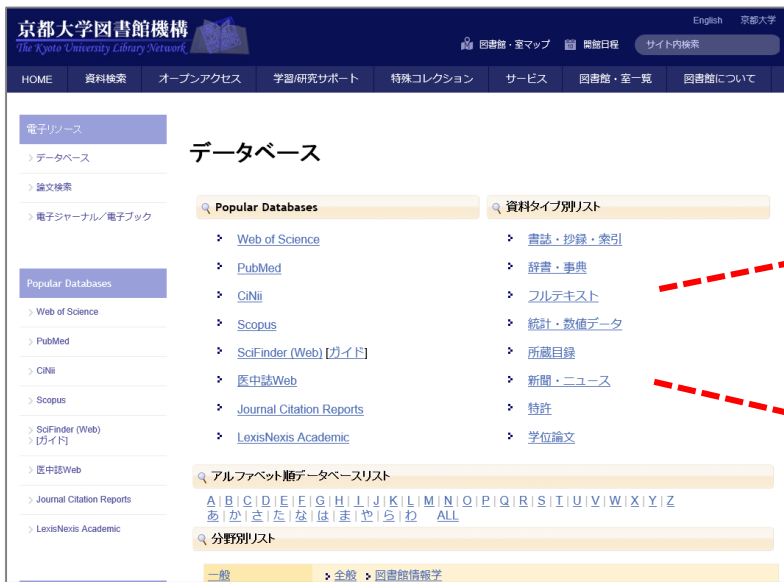 京都大学図書館機構
The Kyoto University Library Network
English 京都大学
図書館・室マップ 開館日程 サイト内検索
HOME 資料検索 オープンアクセス 学習/研究サポート 特殊コレクション サービス 図書館・室一覧 図書館について
電子リソース
> データベース
> 論文検索
> 電子ジャーナル／電子ブック
Popular Databases
> Web of Science
> PubMed
> CiNii
> Scopus
> SciFinder (Web)
> [ガイド]
> 医中誌Web
> Journal Citation Reports
> LexisNexis Academic
データベース
Popular Databases
Web of Science
PubMed
CiNii
Scopus
SciFinder (Web) [ガイド]
医中誌Web
Journal Citation Reports
LexisNexis Academic
資料タイプ別リスト
書誌・抄録・索引
辞書・事典
フルテキスト
統計・数値データ
所蔵目録
新聞・ニュース
特許
学位論文
アルファベット順データベースリスト
A | B | C | D | E | F | G | H | I | J | K | L | M | N | O | P | Q | R | S | T | U | V | W | X | Y | Z
あ | か | さ | た | な | は | ま | や | ら | わ ALL
分野別リスト
一般 全般 図書館情報学